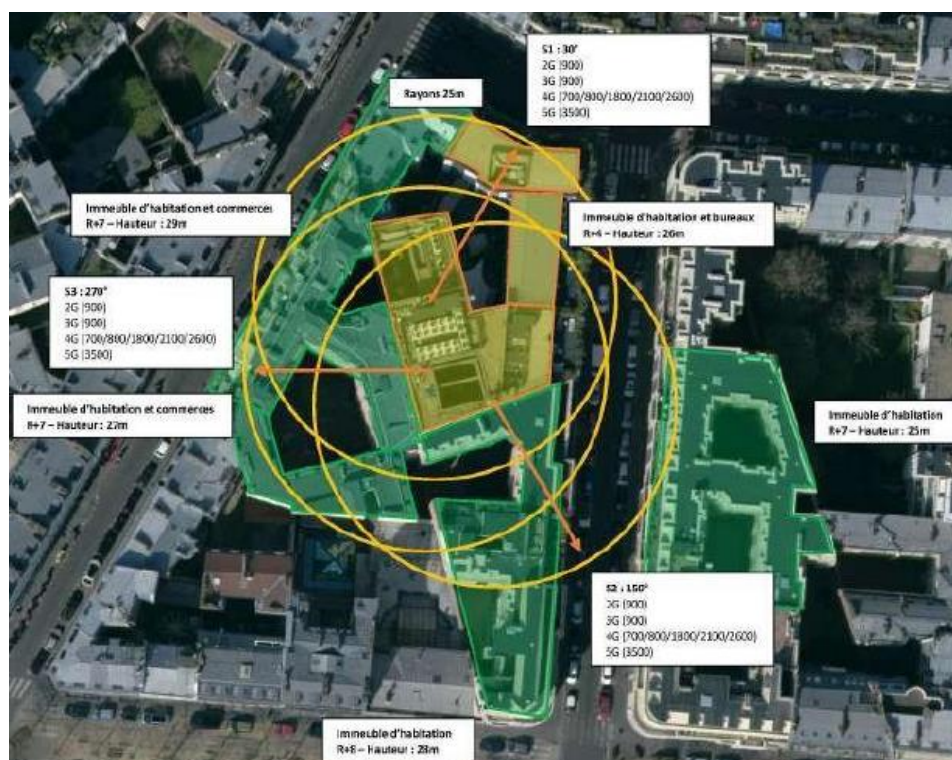 S1 : 30°
2G (900)
3G (900)
4G (700/800/1800/2100/2600)
5G (3500)
Rayons 25m
Immeuble d'habitation et commerces
R+7 – Hauteur : 29m
Immeuble d'habitation et bureaux
R+4 – Hauteur : 26m
S3 : 270°
2G (900)
3G (900)
4G (700/800/1800/2100/2600)
5G (3500)
Immeuble d'habitation et commerces
R+7 – Hauteur : 27m
Immeuble d'habitation
R+7 – Hauteur : 25m
S2 : 150°
2G (900)
3G (900)
4G (700/800/1800/2100/2600)
5G (3500)
Immeuble d'habitation
R+8 – Hauteur : 28m